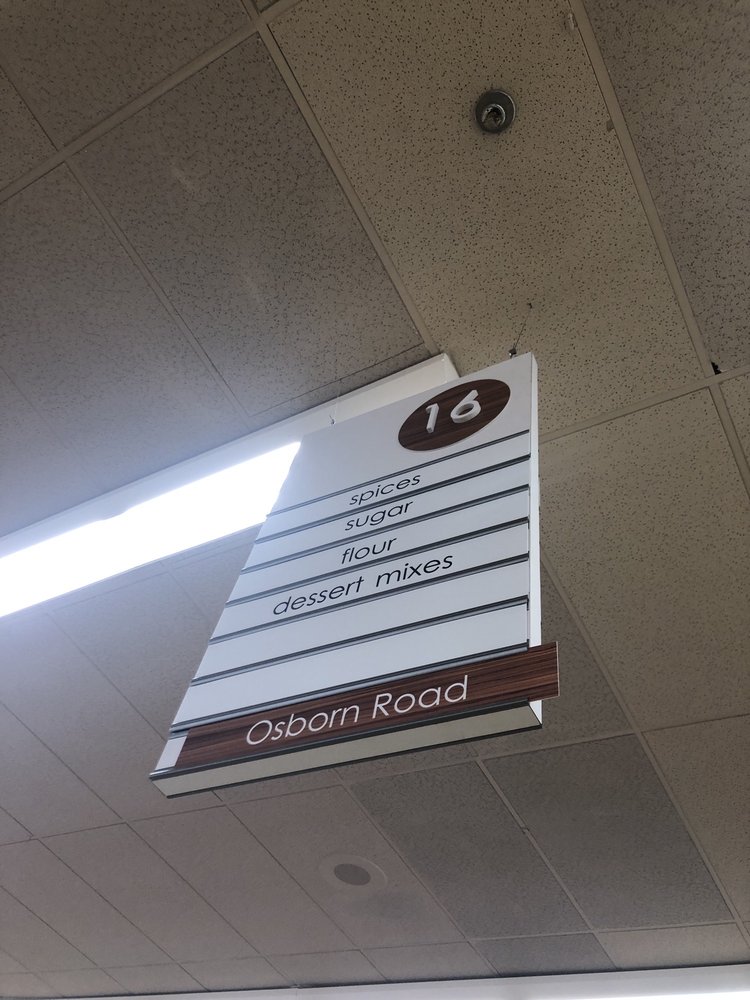 16
spices
sugar
flour
dessert mixes
Osborn Road